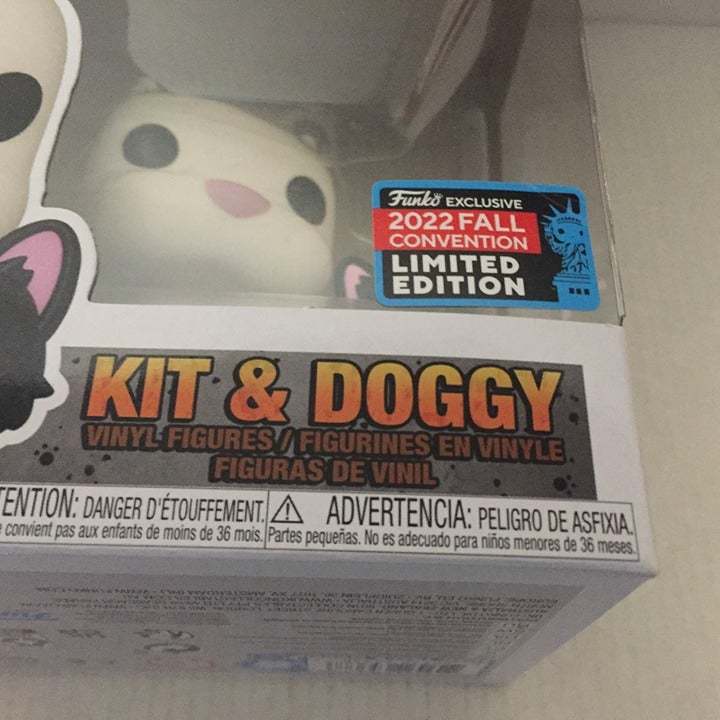 Funko EXCLUSIVE
2022 FALL
CONVENTION
LIMITED
EDITION
KIT & DOGGY
VINYL FIGURES / FIGURINES EN VINYLE
FIGURAS DE VINIL
TENTION: DANGER D'ÉTOUFFEMENT.
e convient pas aux enfants de moins de 36 mois.
ADVERTENCIA: PELIGRO DE ASFIXIA.
Partes pequeñas. No es adecuado para niños menores de 36 meses.